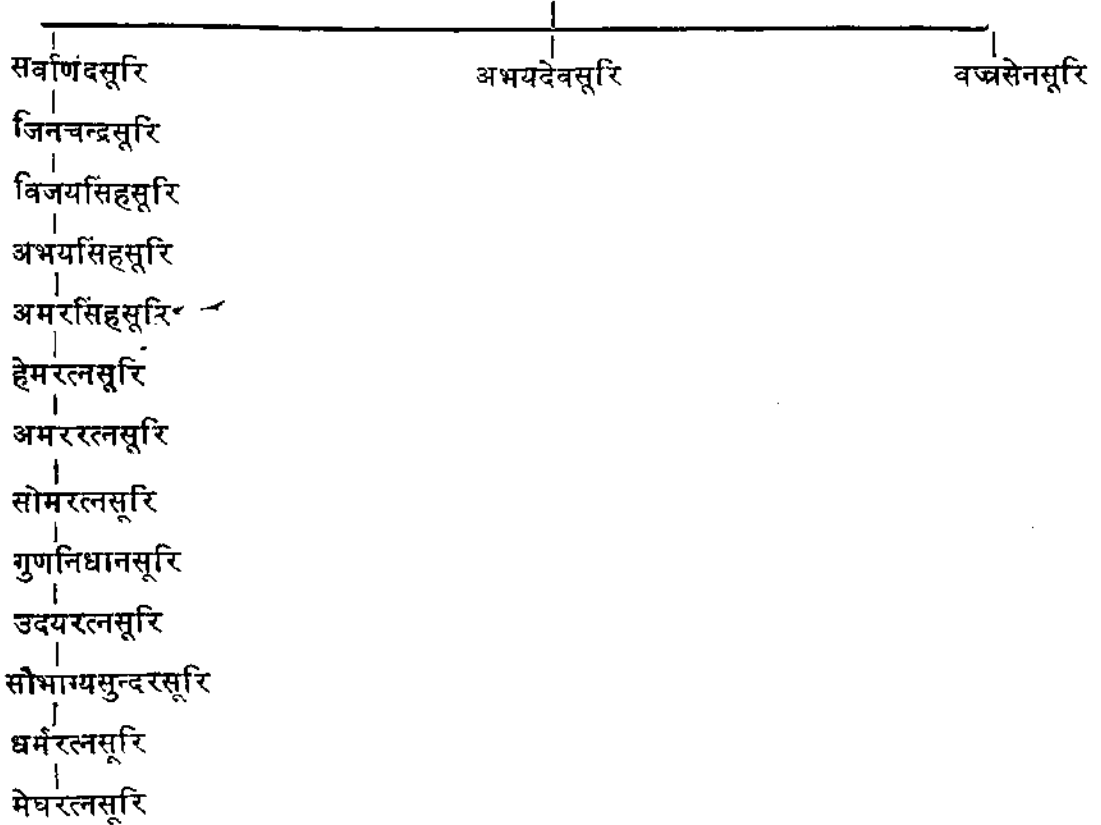 सर्वाणंदसूरि अभयदेवसूरि वज्रसेनसूरि
जिनचन्द्रसूरि
विजयसिंहसूरि
अभयसिंहसूरि
अमरसिंहसूरि
हेमरत्नसूरि
अमररत्नसूरि
सोमरत्नसूरि
गुणनिधानसूरि
उदयरत्नसूरि
सौभाग्यसुन्दरसूरि
धर्मरत्नसूरि
मेघरत्नसूरि